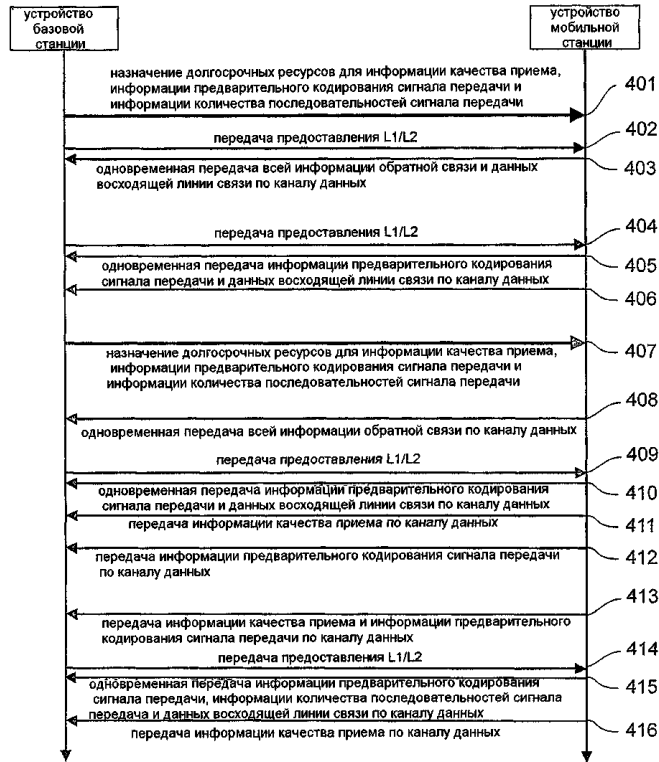 устройство
базовой
станции
устройство
мобильной
станции
назначение долгосрочных ресурсов для информации качества приема,
информации предварительного кодирования сигнала передачи и
информации количества последовательностей сигнала передачи
401
передача предоставления L1/L2
402
одновременная передача всей информации обратной связи и данных
восходящей линии связи по каналу данных
403
передача предоставления L1/L2
404
405
одновременная передача информации предварительного кодирования
сигнала передачи и данных восходящей линии связи по каналу данных
406
407
назначение долгосрочных ресурсов для информации качества приема,
информации предварительного кодирования сигнала передачи и
и информации количества последовательностей сигнала передачи
408
одновременная передача всей информации обратной связи по каналу данных
передача предоставления L1/L2
409
одновременная передача информации предварительного кодирования
сигнала передачи и данных восходящей линии связи по каналу данных
410
передача информации качества приема по каналу данных
411
передача информации предварительного кодирования сигнала передачи
по каналу данных
412
413
передача информации качества приема и информации предварительного
кодирования сигнала передачи по каналу данных
передача предоставления L1/L2
414
одновременная передача информации предварительного кодирования
сигнала передачи, информации количества последовательностей сигнала
передача и данных восходящей линии связи по каналу данных
415
передача информации качества приема по каналу данных
416